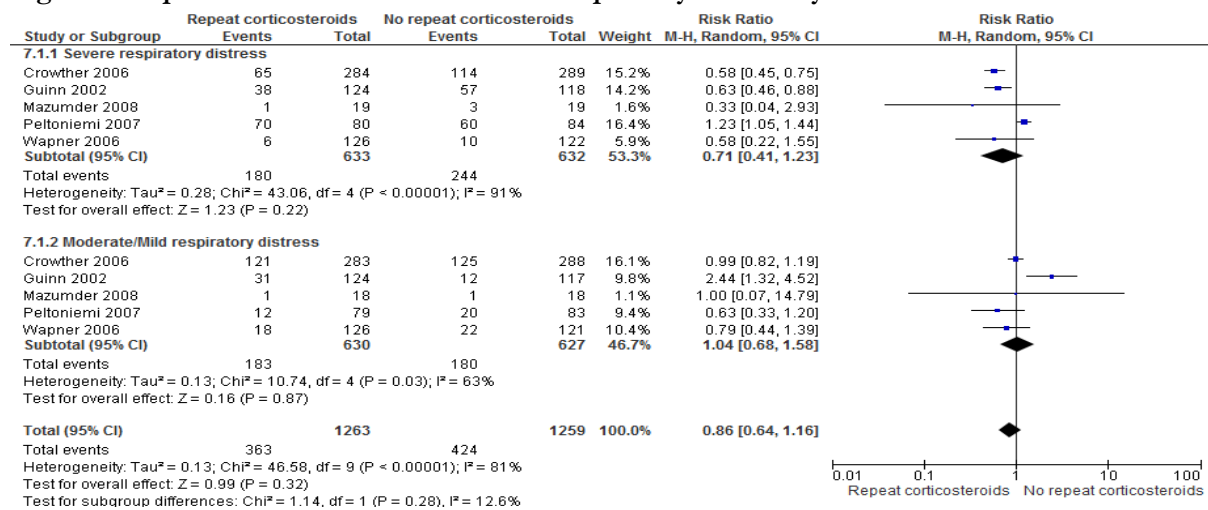 Repeat corticosteroids No repeat corticosteroids Risk Ratio Risk Ratio
Study or Subgroup Events Total Events Total Weight M-H, Random, 95% CI M-H, Random, 95% CI
7.1.1 Severe respiratory distress
Crowther 2006 65 284 114 289 15.2% 0.58 [0.45, 0.75]
Guinn 2002 38 124 57 118 14.2% 0.63 [0.46, 0.88]
Mazumder 2008 1 19 3 19 1.6% 0.33 [0.04, 2.93]
Peltoniemi 2007 70 80 60 84 16.4% 1.23 [1.05, 1.44]
Wapner 2006 6 126 10 122 5.9% 0.58 [0.22, 1.55]
Subtotal (95% CI) 633 632 53.3% 0.71 [0.41, 1.23]
Total events 180 244
Heterogeneity: Tau² = 0.28; Chi² = 43.06, df = 4 (P < 0.00001); I² = 91%
Test for overall effect: Z = 1.23 (P = 0.22)
7.1.2 Moderate/Mild respiratory distress
Crowther 2006 121 283 125 288 16.1% 0.99 [0.82, 1.19]
Guinn 2002 31 124 12 117 9.8% 2.44 [1.32, 4.52]
Mazumder 2008 1 18 1 18 1.1% 1.00 [0.07, 14.79]
Peltoniemi 2007 12 79 20 83 9.4% 0.63 [0.33, 1.20]
Wapner 2006 18 126 22 121 10.4% 0.79 [0.44, 1.39]
Subtotal (95% CI) 630 627 46.7% 1.04 [0.68, 1.58]
Total events 183 180
Heterogeneity: Tau² = 0.13; Chi² = 10.74, df = 4 (P = 0.03); I² = 63%
Test for overall effect: Z = 0.16 (P = 0.87)
Total (95% CI) 1263 1259 100.0% 0.86 [0.64, 1.16]
Total events 363 424
Heterogeneity: Tau² = 0.13; Chi² = 46.58, df = 9 (P < 0.00001); I² = 81%
Test for overall effect: Z = 0.99 (P = 0.32)
Test for subgroup differences: Chi² = 1.14, df = 1 (P = 0.28), I² = 12.6%
0.01 0.1 1 10 100
Repeat corticosteroids No repeat corticosteroids